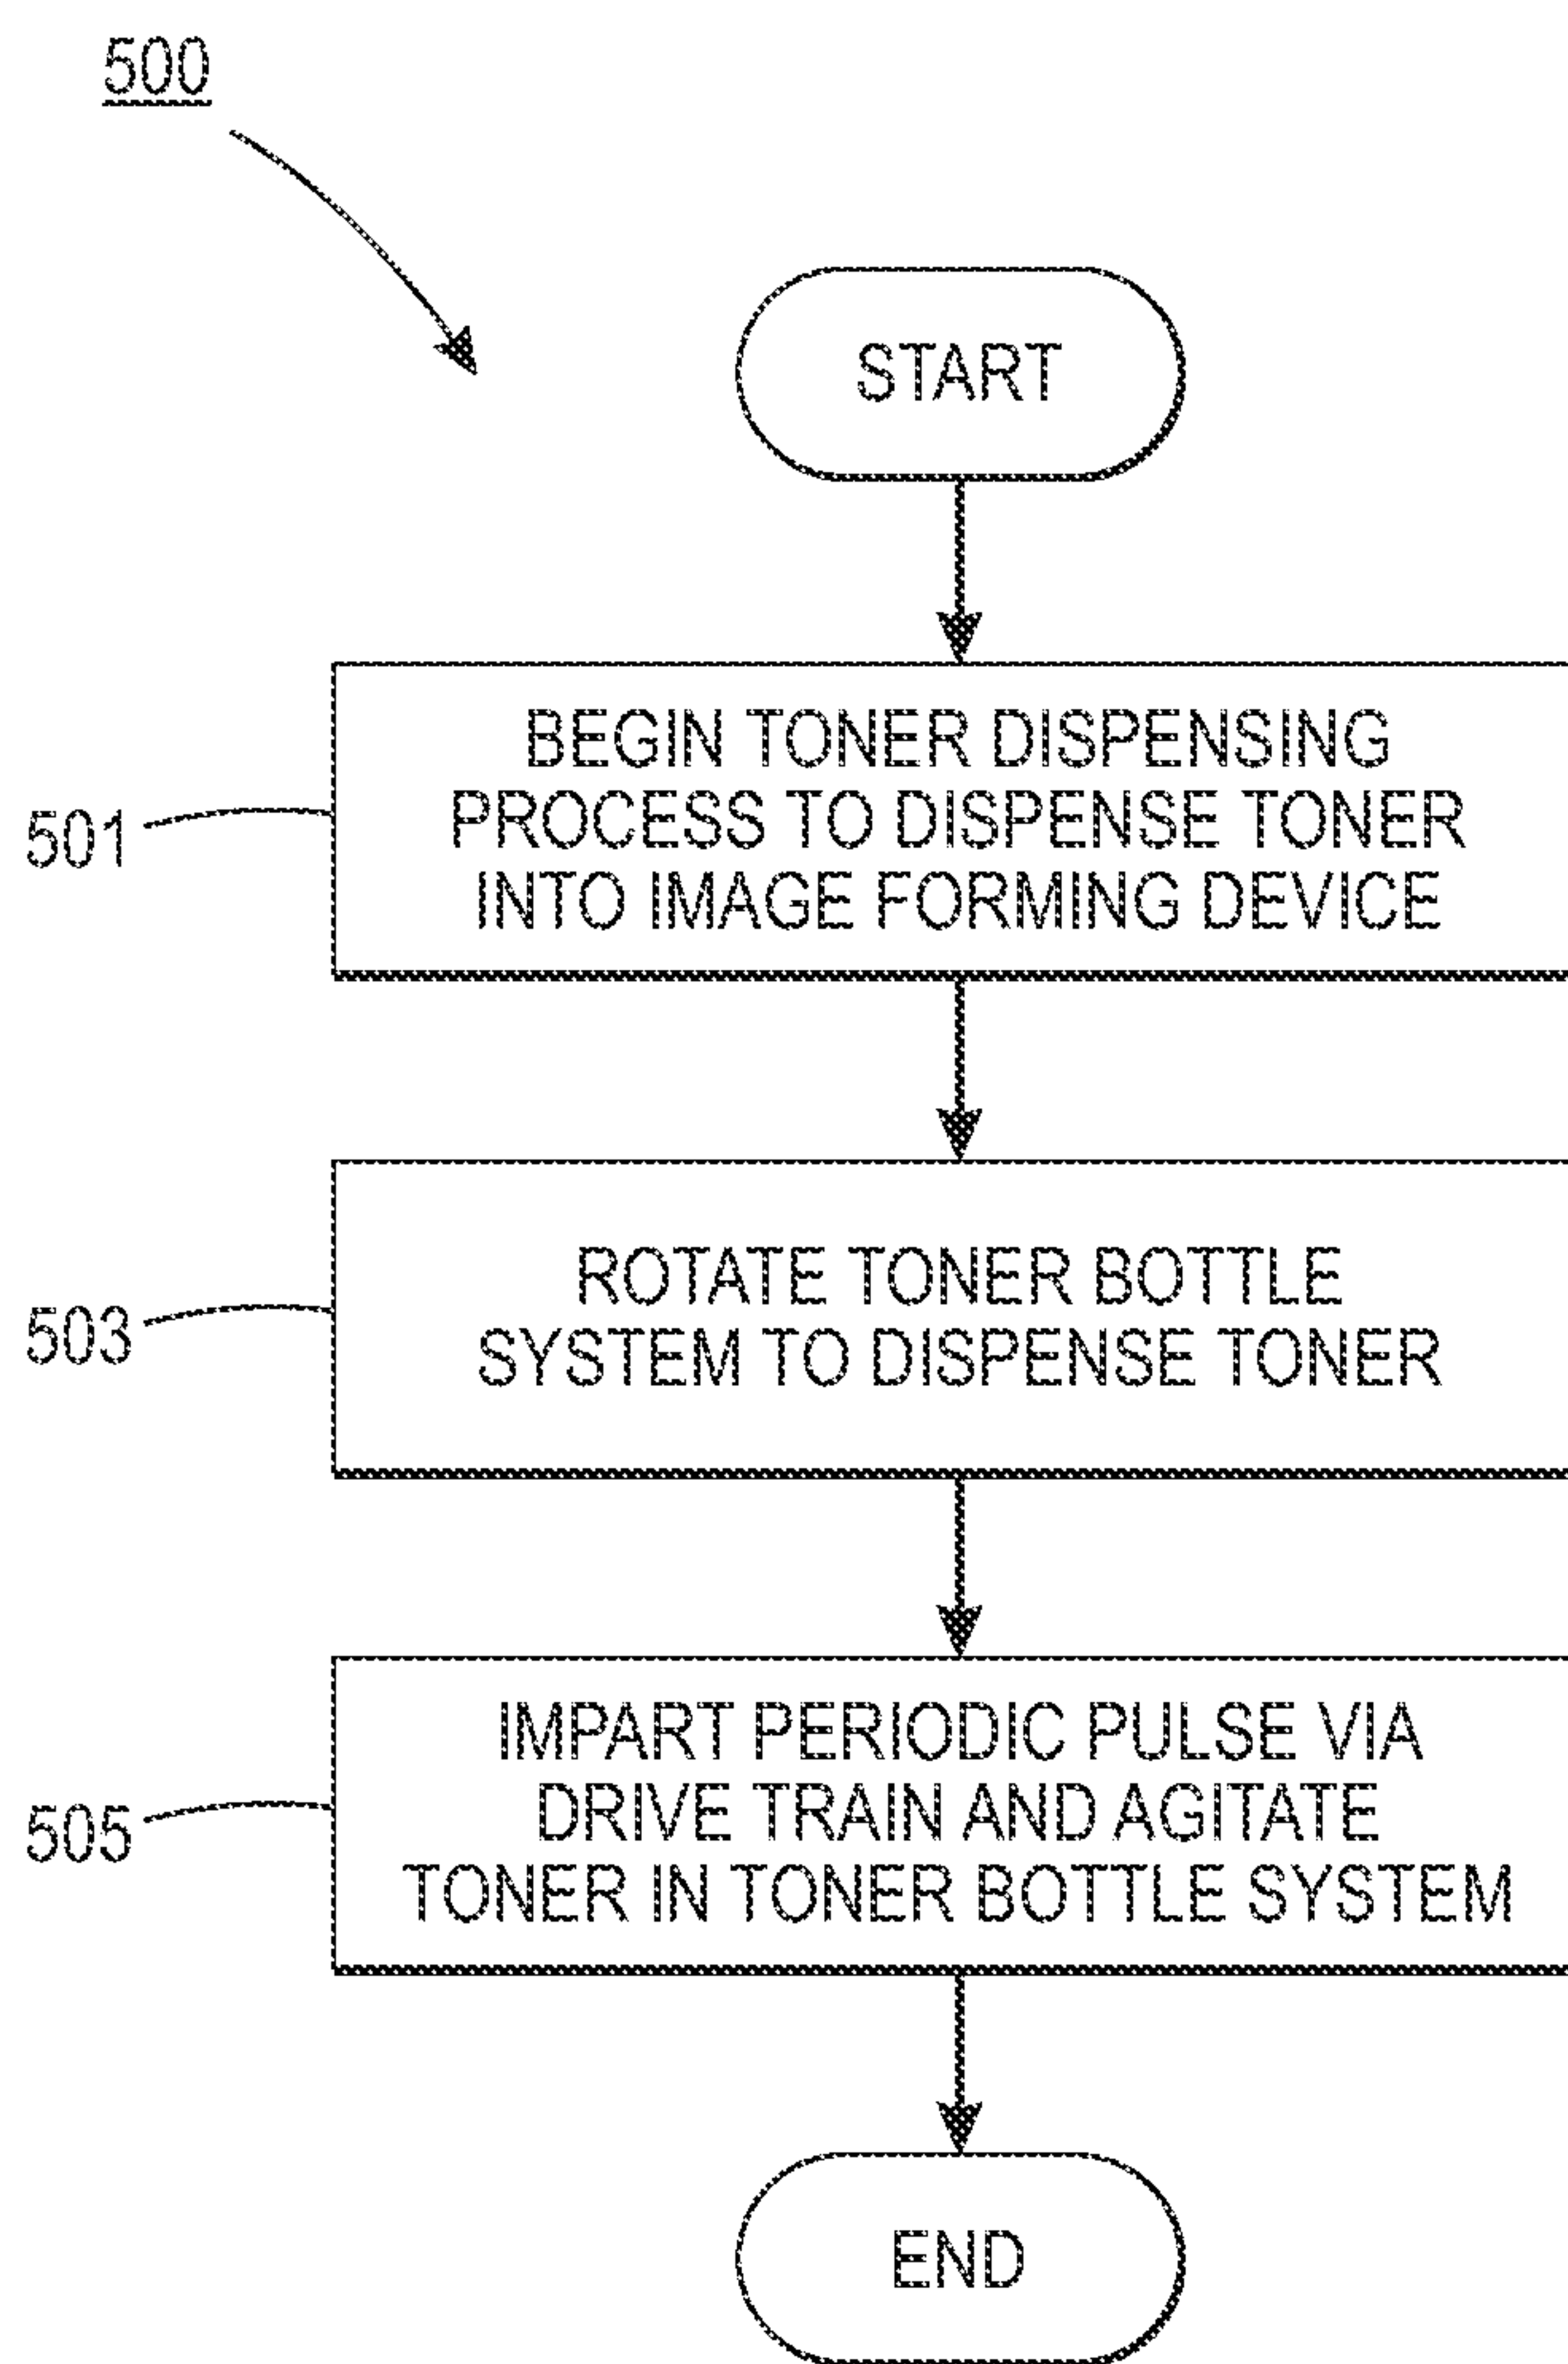 500
START
501
BEGIN TONER DISPENSING
PROCESS TO DISPENSE TONER
INTO IMAGE FORMING DEVICE
503
ROTATE TONER BOTTLE
SYSTEM TO DISPENSE TONER
505
IMPART PERIODIC PULSE VIA
DRIVE TRAIN AND AGITATE
TONER IN TONER BOTTLE SYSTEM
END